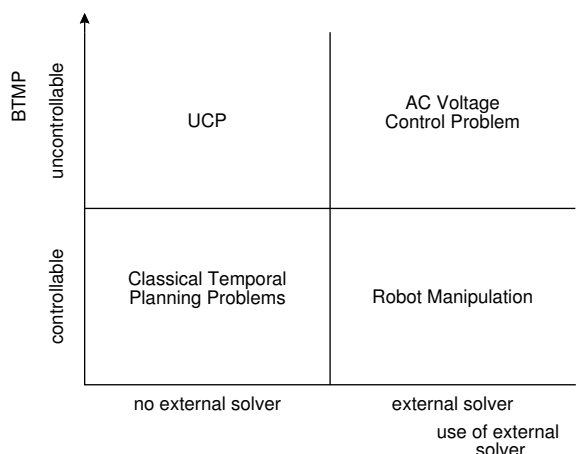 BTMP
uncontrollable
controllable
UCP
AC Voltage
Control Problem
Classical Temporal
Planning Problems
Robot Manipulation
no external solver
external solver
use of external
solver